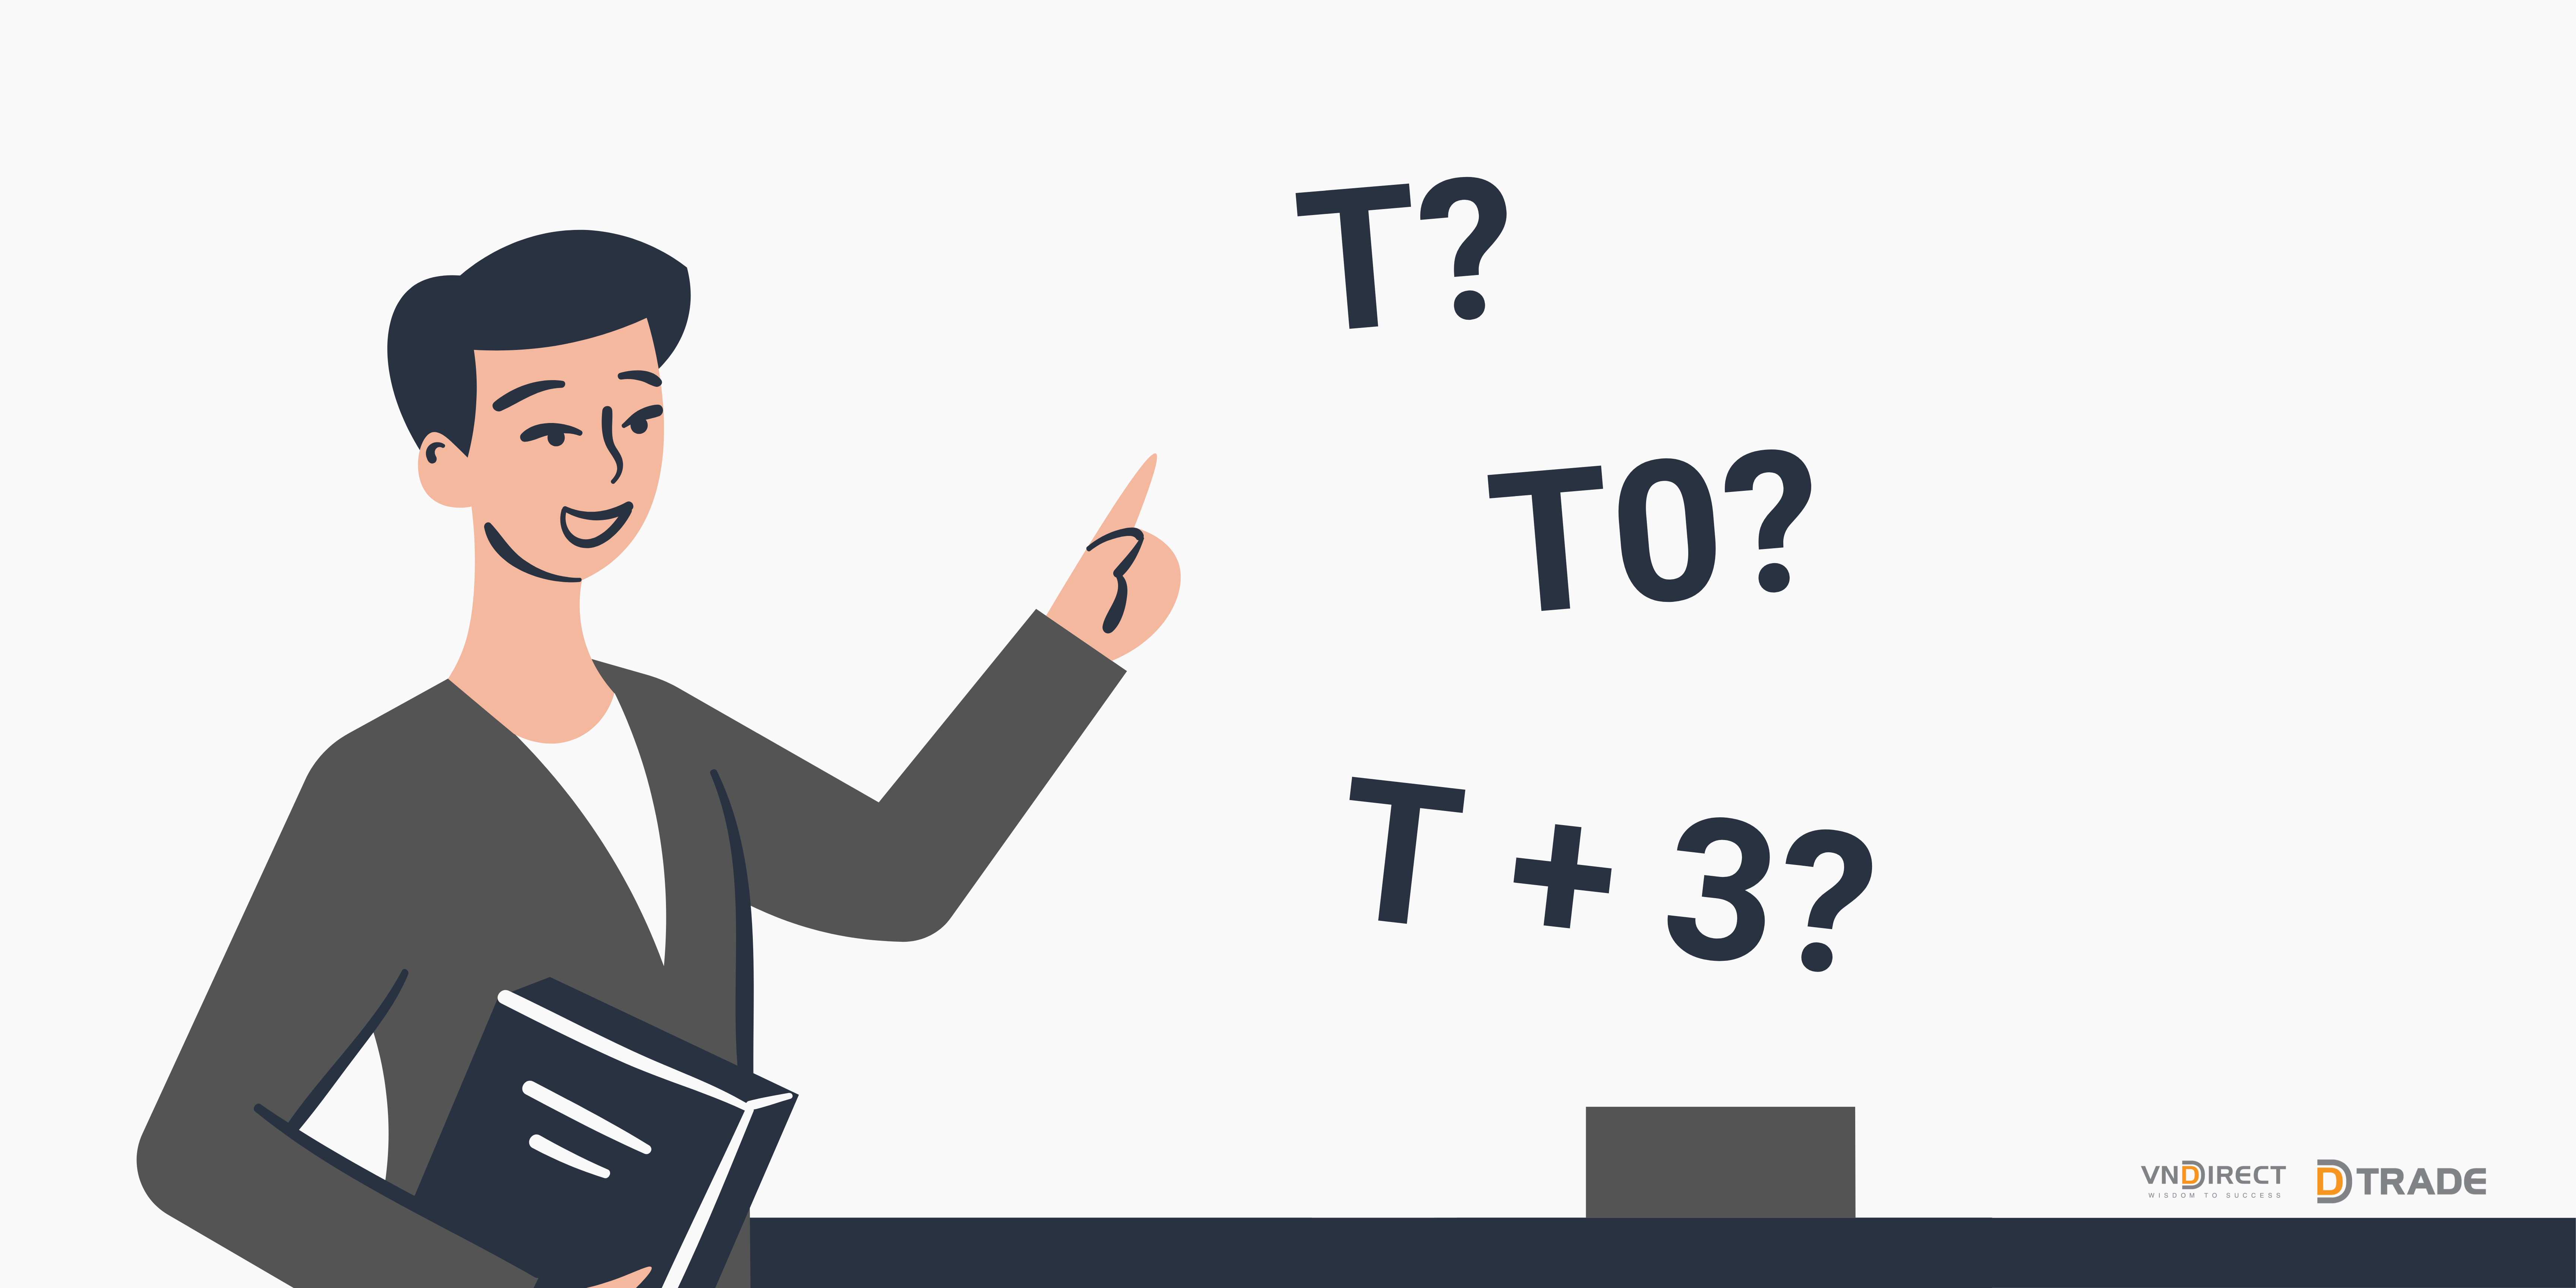 T?
T0?
T + 3?
VNDIRECT
WISDOM TO SUCCESS
DTRADE